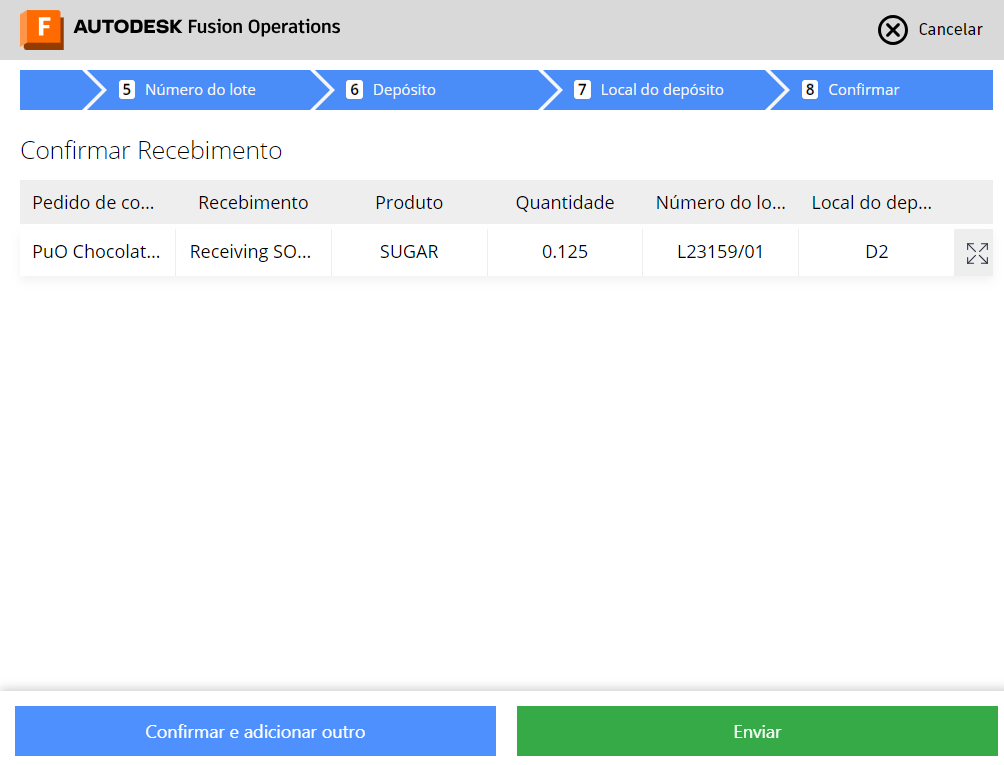 F AUTODESK Fusion Operations Cancelar
5 Número do lote 6 Depósito 7 Local do depósito 8 Confirmar
Confirmar Recebimento
Pedido de co... Recebimento Produto Quantidade Número do lo... Local do dep...
PuO Chocolat... Receiving SO... SUGAR 0.125 L23159/01 D2
Confirmar e adicionar outro Enviar